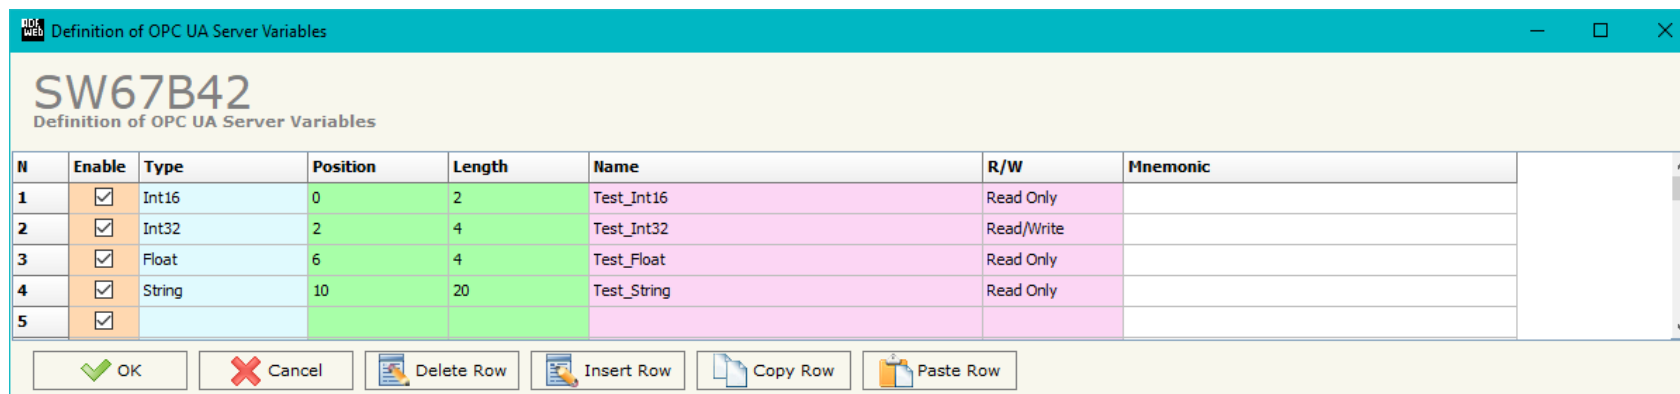 ADF WEB Definition of OPC UA Server Variables
SW67B42
Definition of OPC UA Server Variables
N Enable Type Position Length Name R/W Mnemonic
1 Int16 0 2 Test_Int16 Read Only
2 Int32 2 4 Test_Int32 Read/Write
3 Float 6 4 Test_Float Read Only
4 String 10 20 Test_String Read Only
5
OK Cancel Delete Row Insert Row Copy Row Paste Row